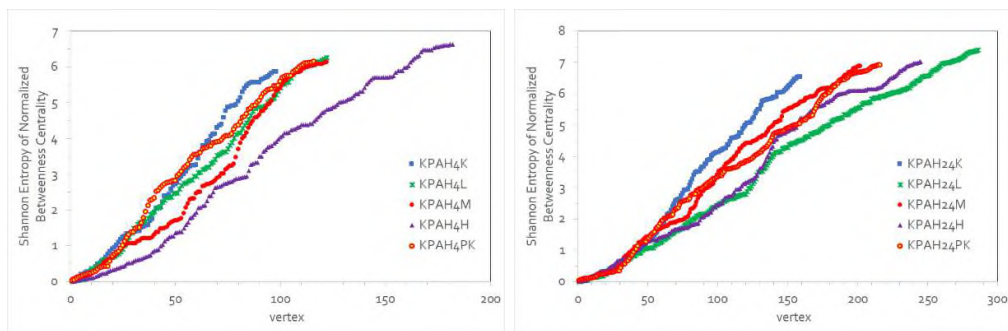 Shannon Entropy of Normalized
Betweenness Centrality
7
6
5
4
3
2
1
0
0
50
100
150
200
vertex
KPAH4K
KPAH4L
KPAH4M
KPAH4H
KPAH4PK
Shannon Entropy of Normalized
Betweenness Centrality
8
7
6
5
4
3
2
1
0
0
50
100
150
200
250
300
vertex
KPAH24K
KPAH24L
KPAH24M
KPAH24H
KPAH24PK